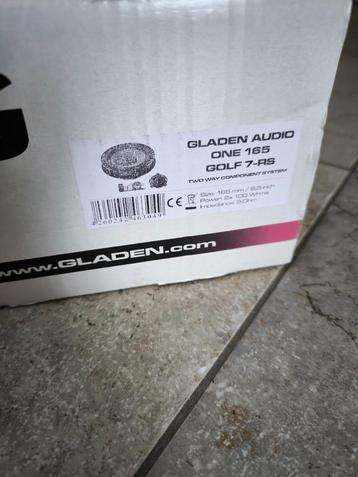 GLADEN AUDIO
ONE 165
GOLF 7-RS
TWO WAY COMPONENT SYSTEM
Size: 165 mm / 6,5 inch
Power: 2x 100 Wrms
Impedance 3 Ohm
CE
www.GLADEN.com